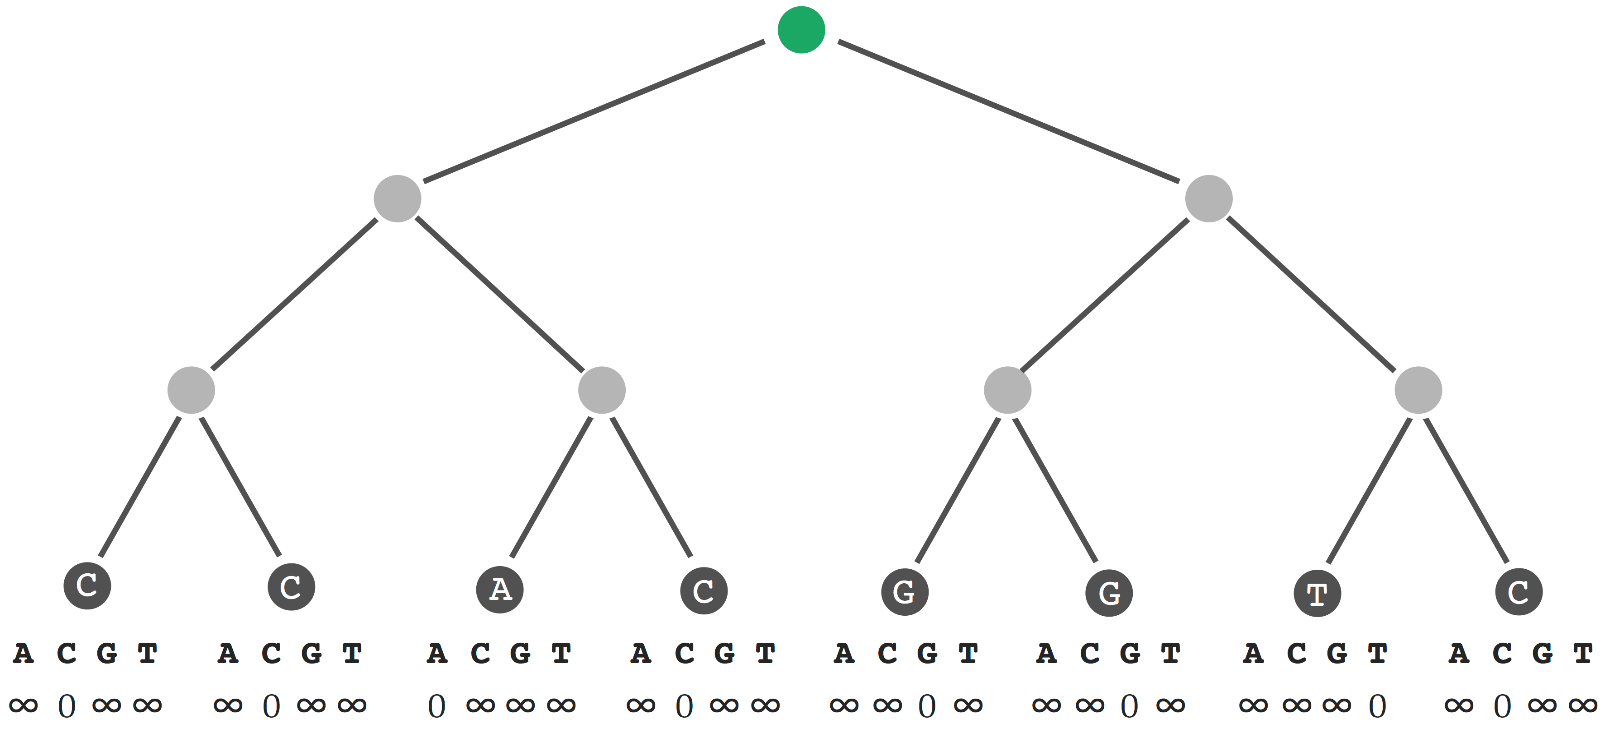 C C A C G G T C
A C G T A C G T A C G T A C G T A C G T A C G T A C G T A C G T
∞ 0 ∞ ∞ ∞ 0 ∞ ∞ 0 ∞ ∞ ∞ ∞ 0 ∞ ∞ ∞ ∞ 0 ∞ ∞ ∞ 0 ∞ ∞ ∞ ∞ 0 ∞ 0 ∞ ∞